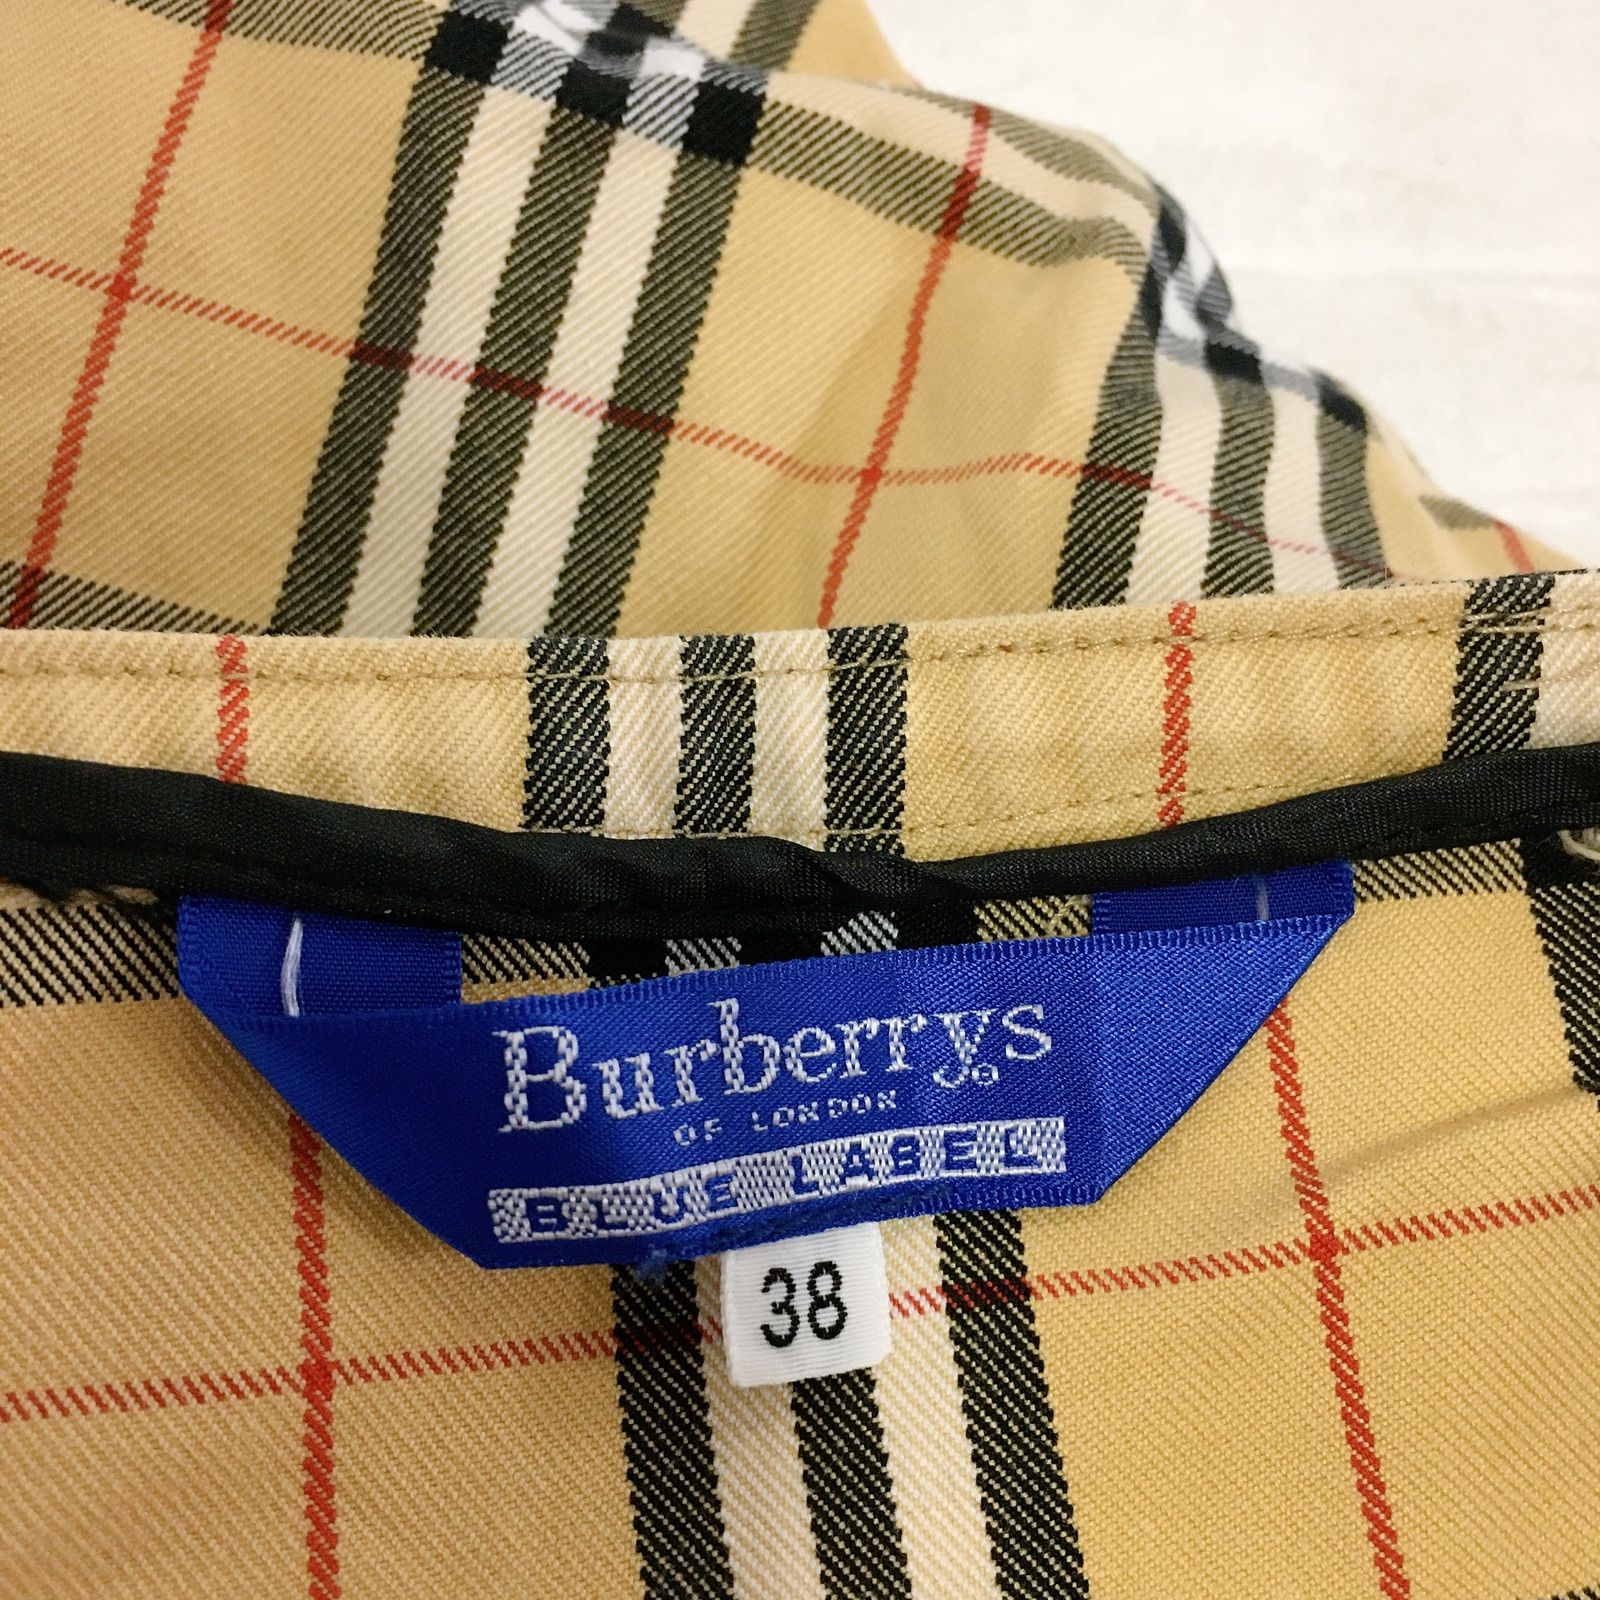 Burberrys®
OF LONDON
BLUE LABEL
38